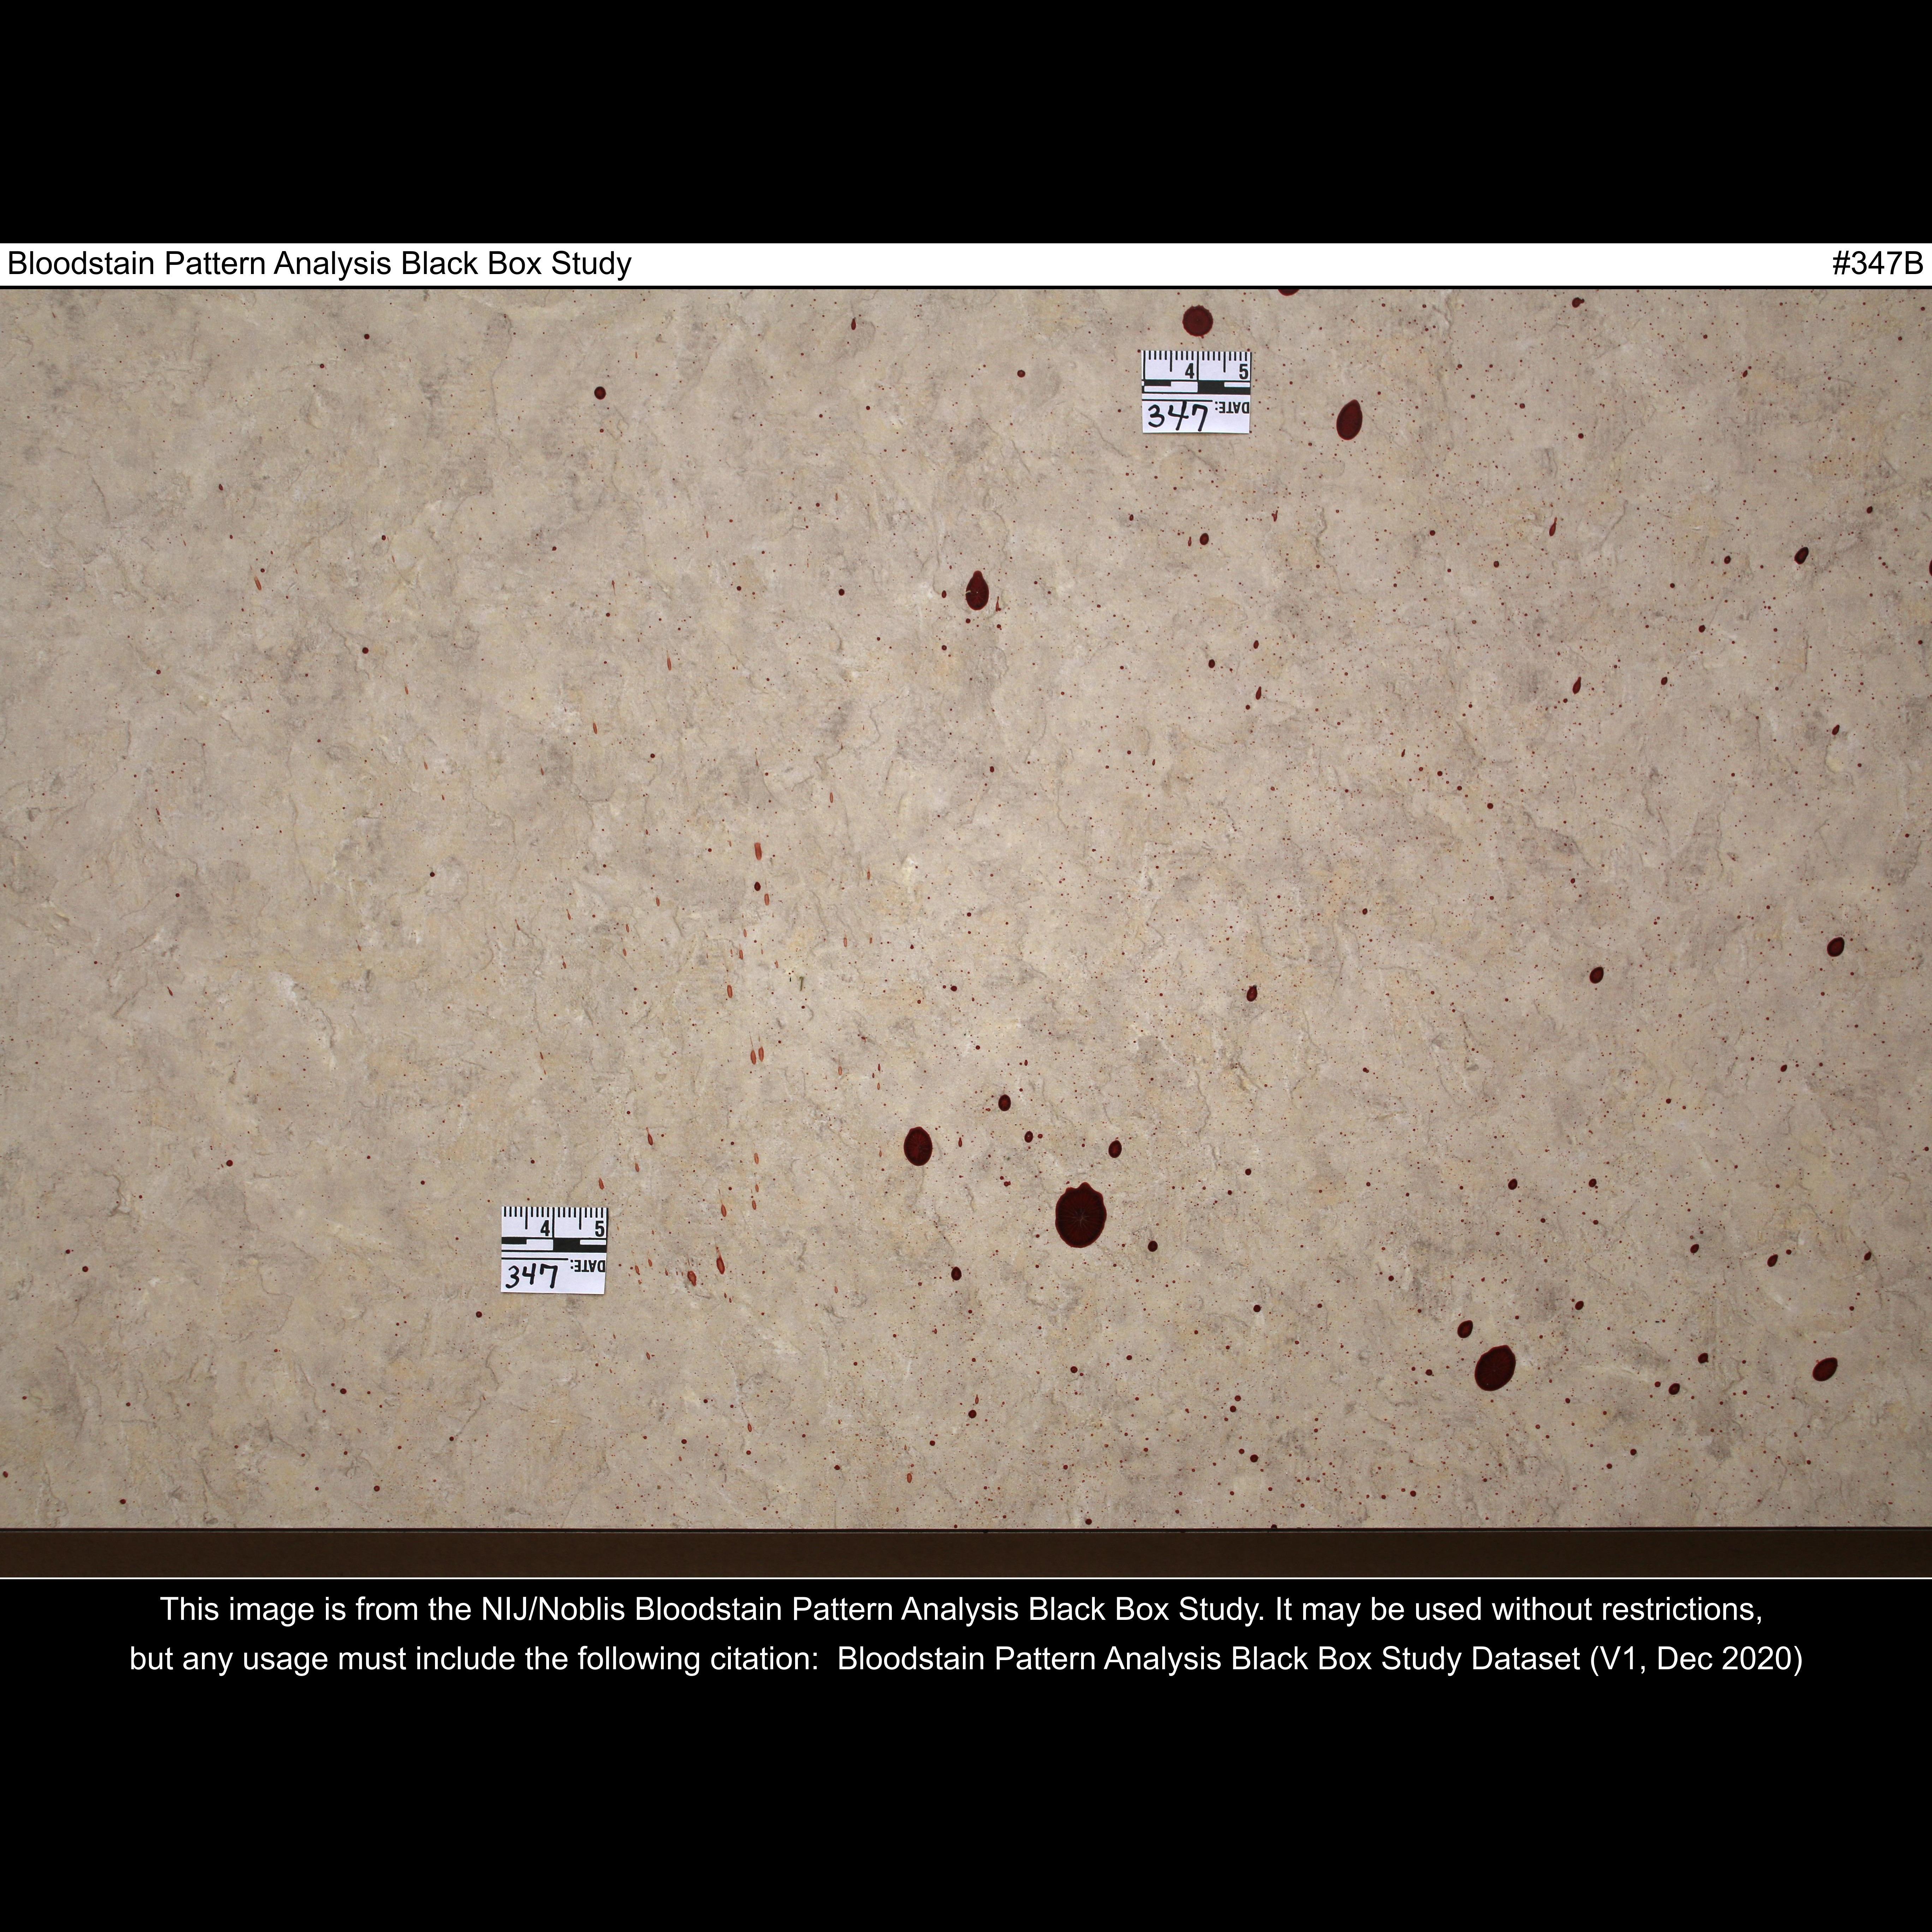 Bloodstain Pattern Analysis Black Box Study #347B
4 5
DATE:
347
4 5
DATE:
347
This image is from the NIJ/Noblis Bloodstain Pattern Analysis Black Box Study. It may be used without restrictions,
but any usage must include the following citation: Bloodstain Pattern Analysis Black Box Study Dataset (V1, Dec 2020)